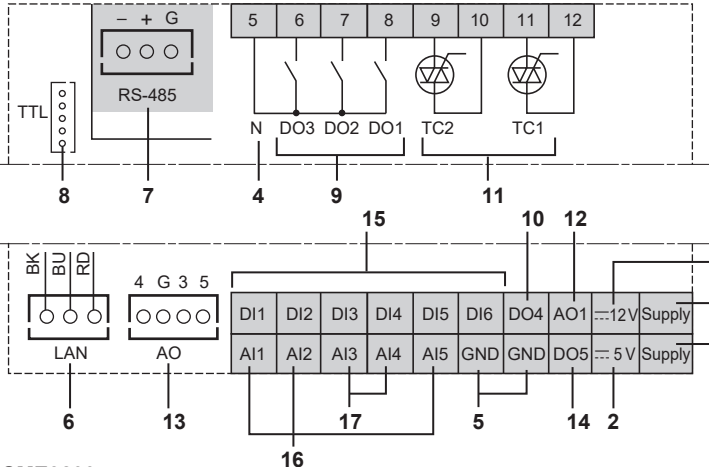 – + G
5 6 7 8 9 10 11 12
RS-485
TTL
N DO3 DO2 DO1 TC2 TC1
8 7 4 9 11
15 10 12
BK BU RD
4 G 3 5
DI1 DI2 DI3 DI4 DI5 DI6 DO4 AO1 ⎓12 V Supply
LAN AO
AI1 AI2 AI3 AI4 AI5 GND GND DO5 ⎓ 5 V Supply
6 13 17 5 14 2
16